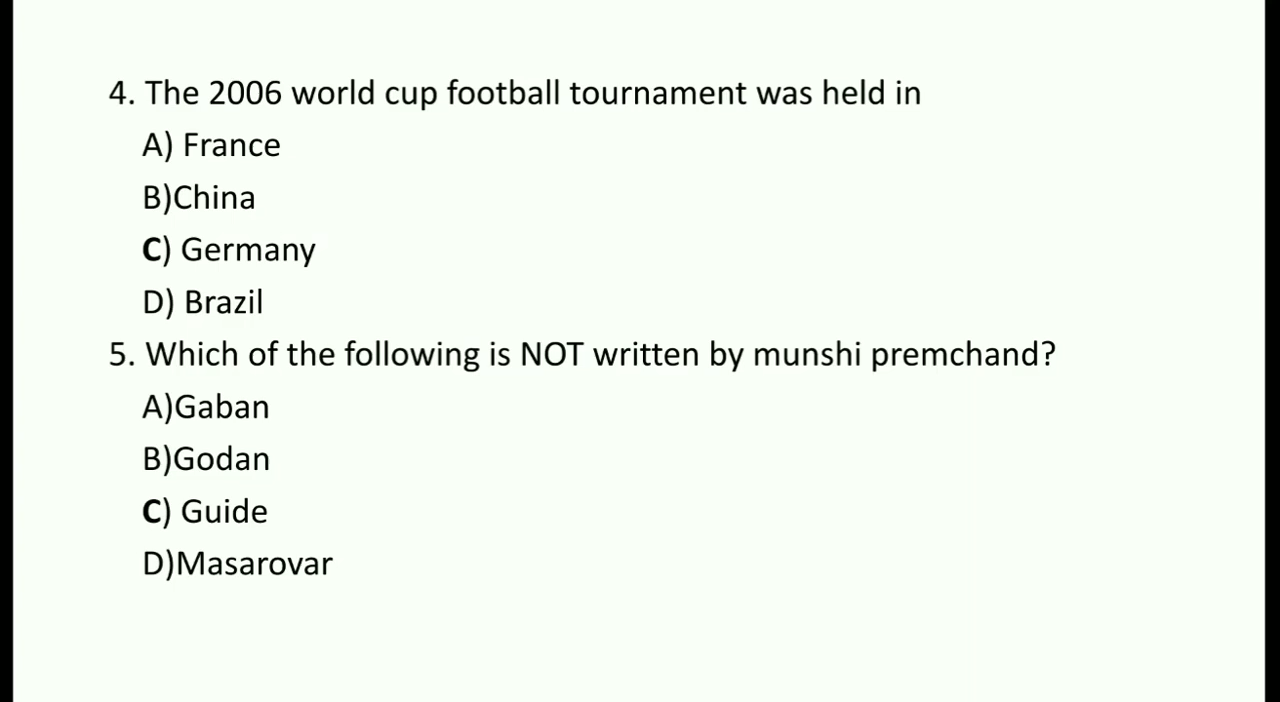 4. The 2006 world cup football tournament was held in
A) France
B)China
C) Germany
D) Brazil
5. Which of the following is NOT written by munshi premchand?
A)Gaban
B)Godan
C) Guide
D)Masarovar